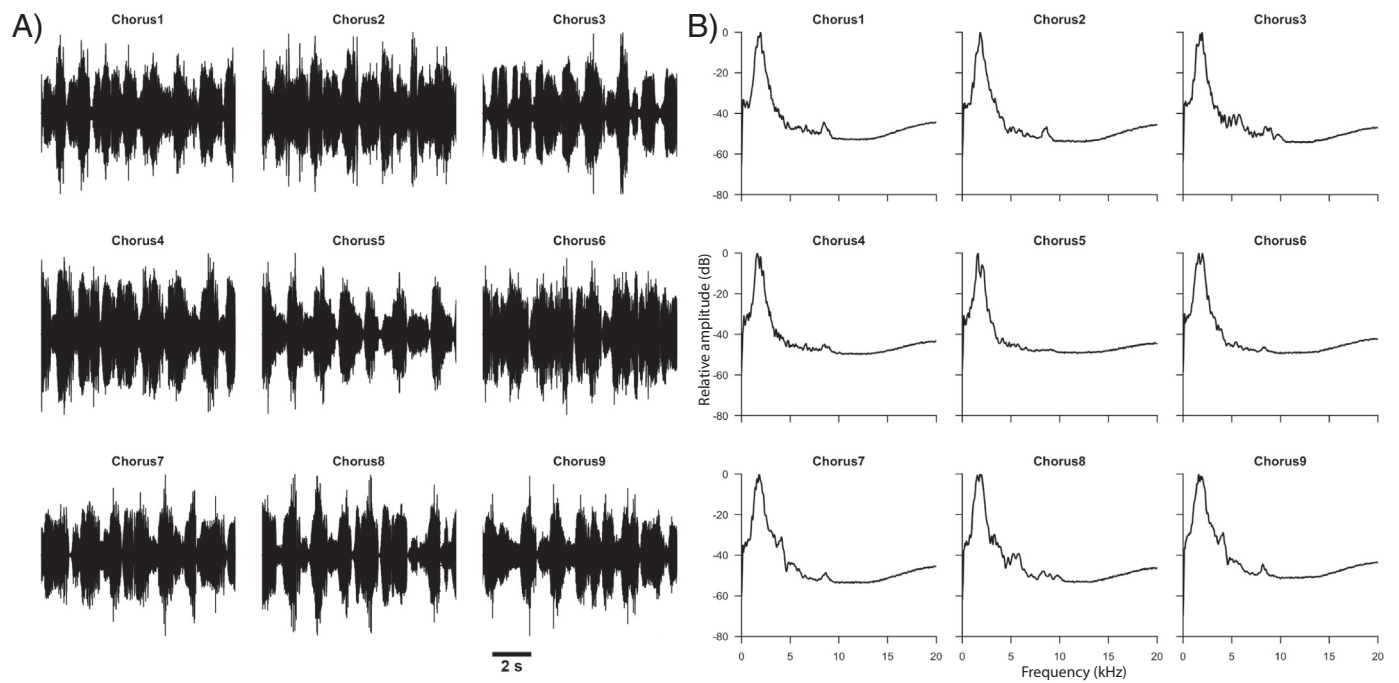 A)
Chorus1 Chorus2 Chorus3
Chorus4 Chorus5 Chorus6
Chorus7 Chorus8 Chorus9
2 s
B)
Chorus1 Chorus2 Chorus3
0
-20
-40
-60
-80
Chorus4 Chorus5 Chorus6
0
-20
-40
-60
-80
Relative amplitude (dB)
Chorus7 Chorus8 Chorus9
0
-20
-40
-60
-80
0 5 10 15 20 0 5 10 15 20 0 5 10 15 20
Frequency (kHz)